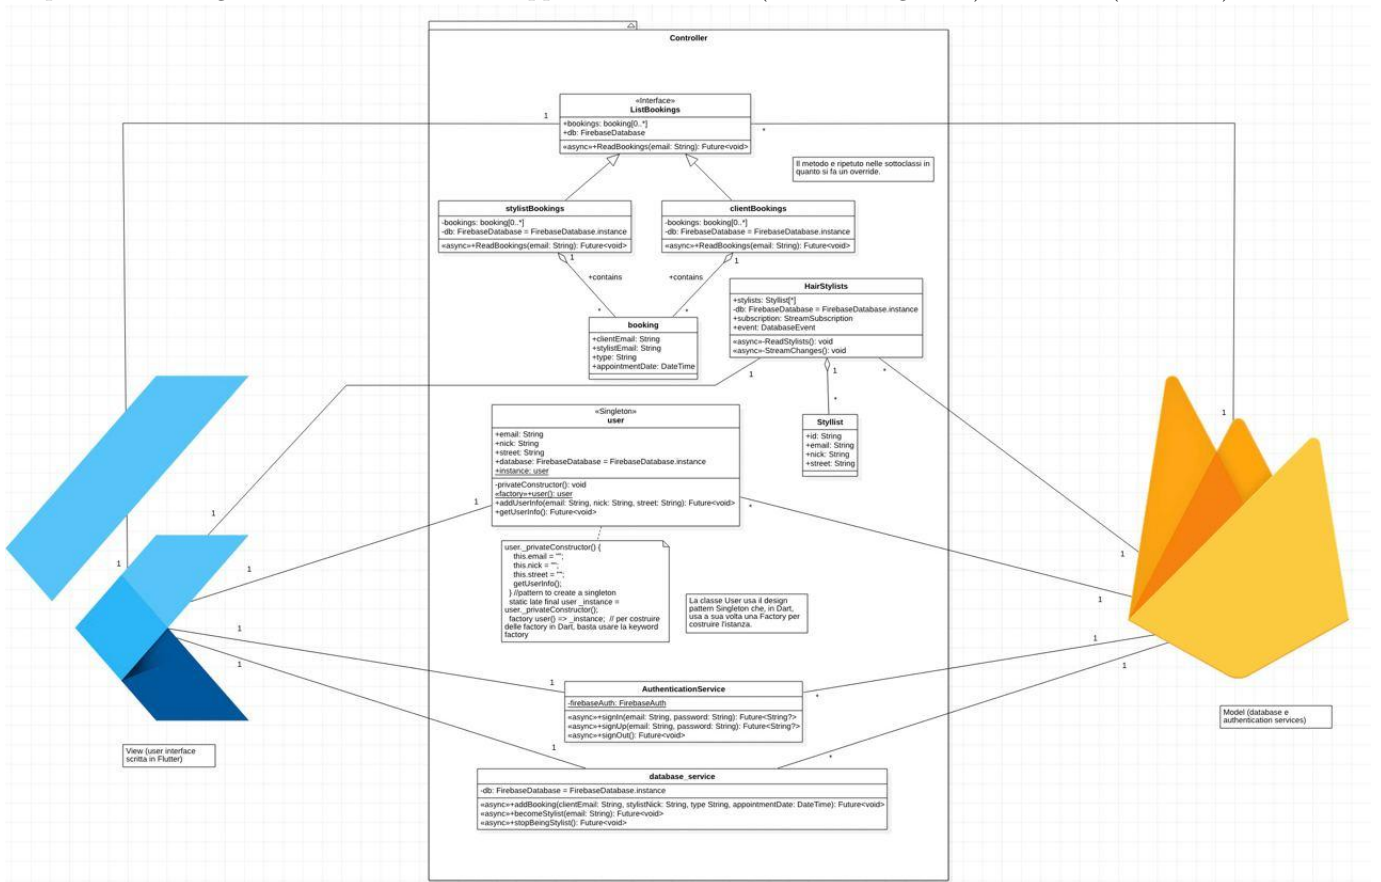 Controller
«Interface»
ListBookings
+bookings: booking[0..*]
+db: FirebaseDatabase
«async»+ReadBookings(email: String): Future<void>
1
*
Il metodo e ripetuto nelle sottoclassi in
quanto si fa un override.
stylistBookings
-bookings: booking[0..*]
-db: FirebaseDatabase = FirebaseDatabase.instance
«async»+ReadBookings(email: String): Future<void>
clientBookings
-bookings: booking[0..*]
-db: FirebaseDatabase = FirebaseDatabase.instance
«async»+ReadBookings(email: String): Future<void>
1
1
+contains
+contains
*
*
booking
+clientEmail: String
+stylistEmail: String
+type: String
+appointmentDate: DateTime
HairStylists
+stylists: Styllist[*]
-db: FirebaseDatabase = FirebaseDatabase.instance
+subscription: StreamSubscription
+event: DatabaseEvent
«async»-ReadStylists(): void
«async»-StreamChanges(): void
1
1
*
*
Styllist
+id: String
+email: String
+nick: String
+street: String
1
«Singleton»
user
+email: String
+nick: String
+street: String
+database: FirebaseDatabase = FirebaseDatabase.instance
+instance: user
-privateConstructor(): void
«factory»+user(): user
+addUserInfo(email: String, nick: String, street: String): Future<void>
+getUserInfo(): Future<void>
1
*
1
1
1
1
user._privateConstructor() {
this.email = "";
this.nick = "";
this.street = "";
getUserInfo();
} //pattern to create a singleton
static late final user _instance =
user._privateConstructor();
factory user() => _instance; // per costruire
delle factory in Dart, basta usare la keyword
factory
La classe User usa il design
pattern Singleton che, in Dart,
usa a sua volta una Factory per
costruire l'istanza.
1
1
1
1
1
AuthenticationService
-firebaseAuth: FirebaseAuth
«async»+signIn(email: String, password: String): Future<String?>
«async»+signUp(email: String, password: String): Future<String?>
«async»+signOut(): Future<void>
1
*
View (user interface
scritta in Flutter)
Model (database e
authentication services)
1
*
database_service
-db: FirebaseDatabase = FirebaseDatabase.instance
«async»+addBooking(clientEmail: String, stylistNick: String, type String, appointmentDate: DateTime): Future<void>
«async»+becomeStylist(email: String): Future<void>
«async»+stopBeingStylist(): Future<void>